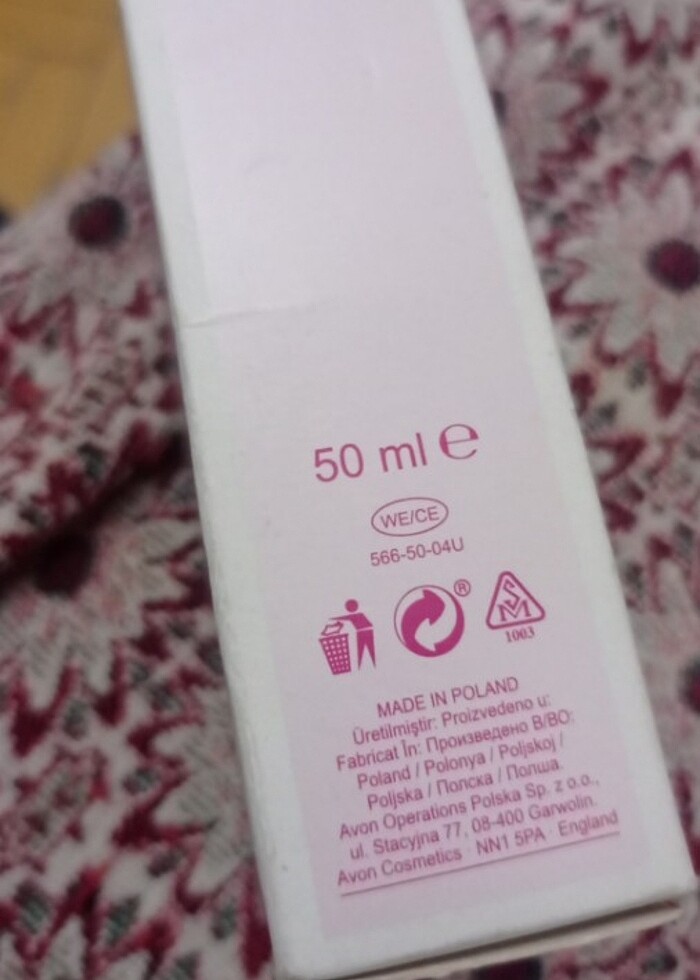 50 ml ℮
WE/CE
566-50-04U
®
SM
1003
MADE IN POLAND
Üretilmiştir: Proizvedeno u:
Fabricat În: Произведено В/ВО:
Poland / Polonya / Poljskoj /
Poljska / Полска / Полша.
Avon Operations Polska Sp. z o.o.,
ul. Stacyjna 77, 08-400 Garwolin.
Avon Cosmetics · NN1 5PA · England